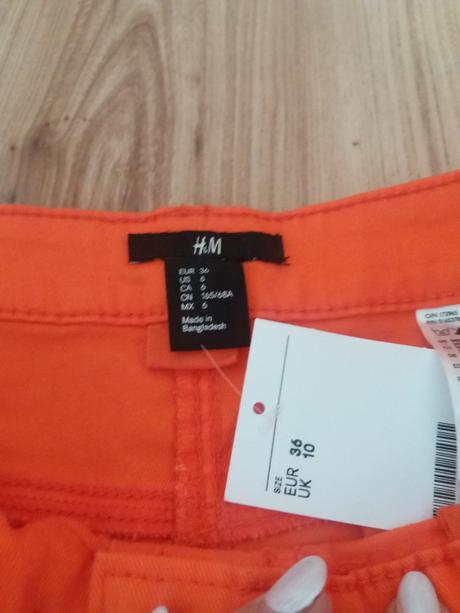 H&M
EUR 36
US 6
CA 6
CN 165/68A
MX 6
Made in
Bangladesh
SIZE
EUR 36
UK 10